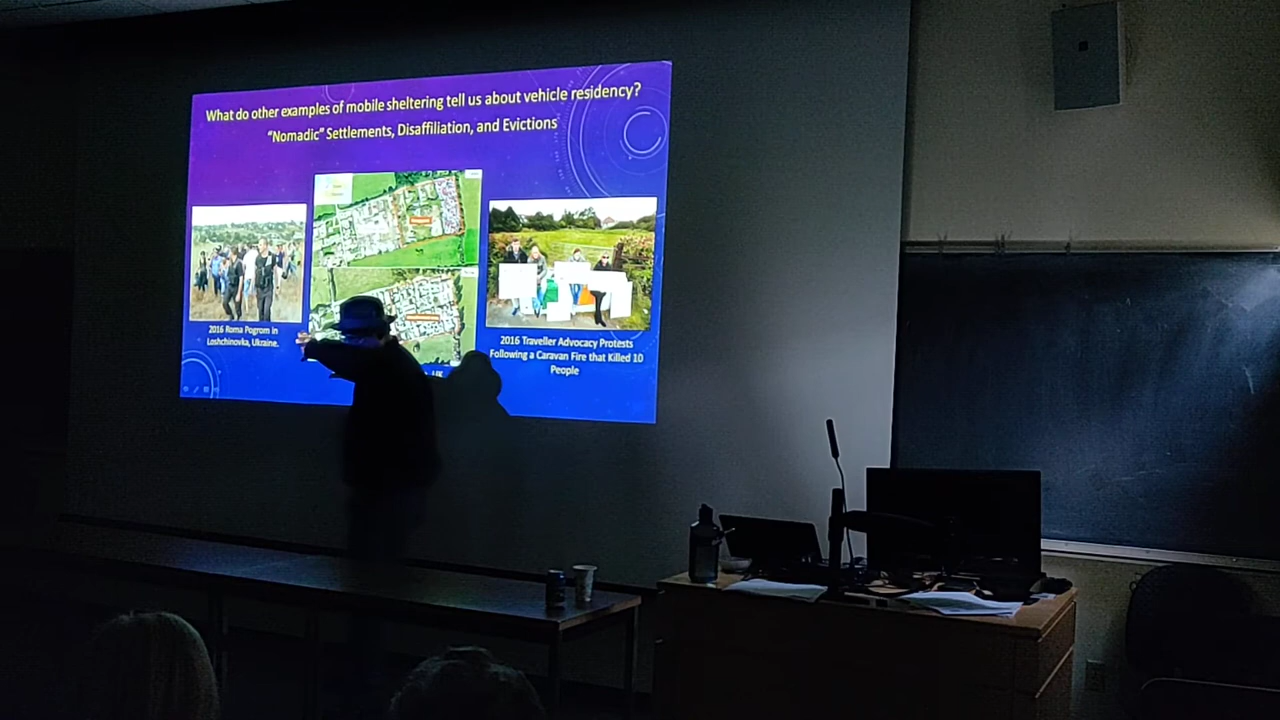 What do other examples of mobile sheltering tell us about vehicle residency?
"Nomadic" Settlements, Disaffiliation, and Evictions
2016 Roma Pogrom in
Loshchinovka, Ukraine.
UK
2016 Traveller Advocacy Protests
Following a Caravan Fire that Killed 10
People